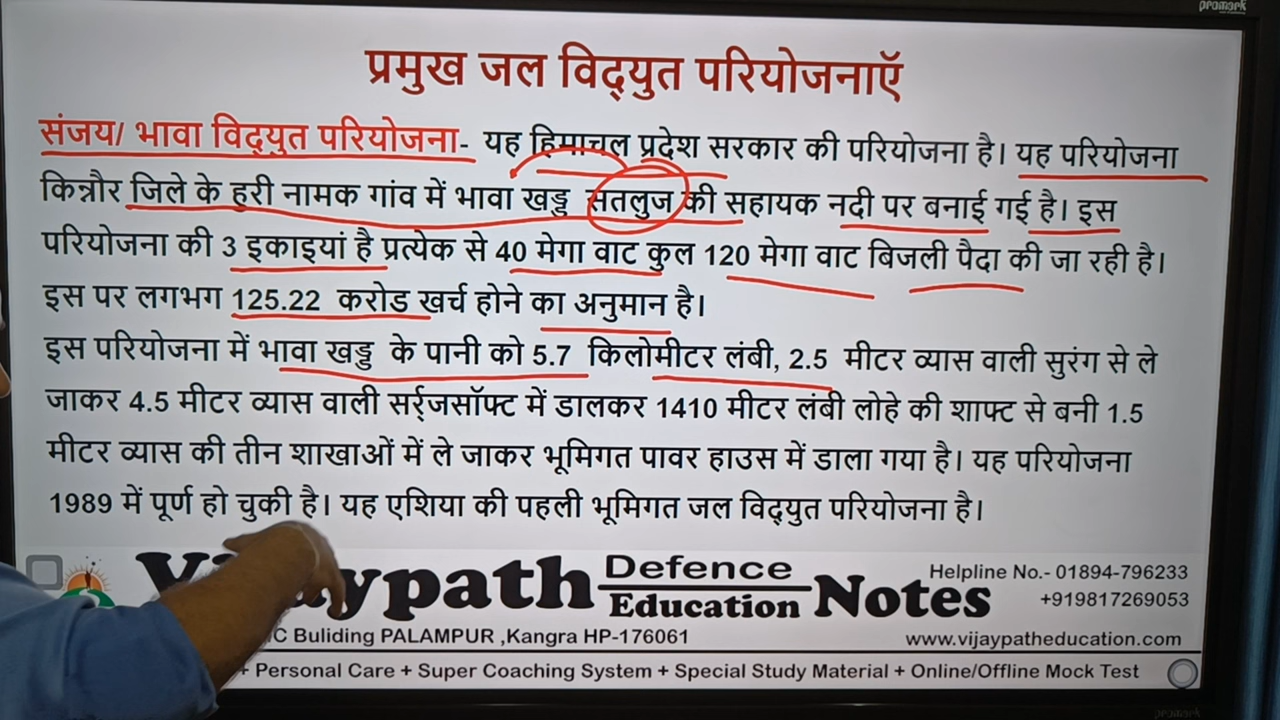 promark
प्रमुख जल विद्युत परियोजनाएॅ
संजय/ भावा विद्युत परियोजना- यह हिमाचल प्रदेश सरकार की परियोजना है। यह परियोजना
किन्नौर जिले के हुरी नामक गांव में भावा खड्ड सतलुज की सहायक नदी पर बनाई गई है। इस
परियोजना की 3 इकाइयां है प्रत्येक से 40 मेगा वाट कुल 120 मेगा वाट बिजली पैदा की जा रही है।
इस पर लगभग 125.22 करोड खर्च होने का अनुमान है।
इस परियोजना में भावा खड्ड के पानी को 5.7 किलोमीटर लंबी, 2.5 मीटर व्यास वाली सुरंग से ले
जाकर 4.5 मीटर व्यास वाली सर्र्जसॉफ्ट में डालकर 1410 मीटर लंबी लोहे की शाफ्ट से बनी 1.5
मीटर व्यास की तीन शाखाओं में ले जाकर भूमिगत पावर हाउस में डाला गया है। यह परियोजना
1989 में पूर्ण हो चुकी है। यह एशिया की पहली भूमिगत जल विद्युत परियोजना है।
Defence
Education Notes
Helpline No.- 01894-796233
+919817269053
Buliding PALAMPUR ,Kangra HP-176061
www.vijaypatheducation.com
+ Personal Care + Super Coaching System + Special Study Material + Online/Offline Mock Test